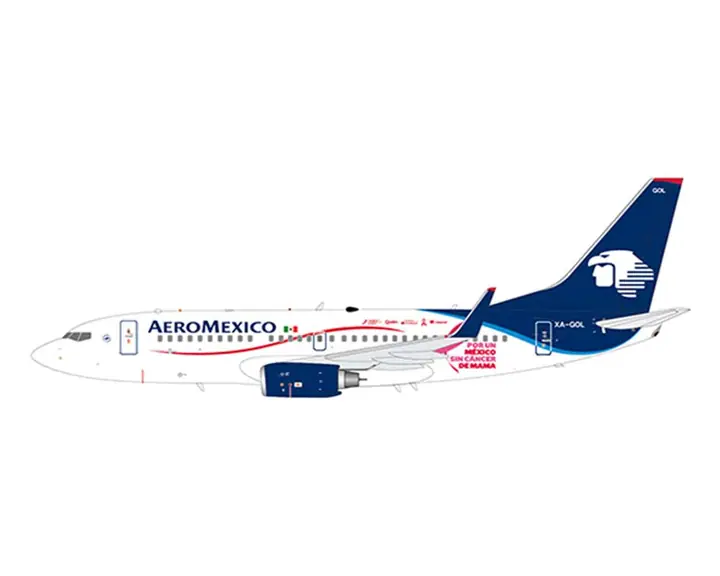 GOL
AEROMEXICO
XA-GOL
POR UN
MÉXICO
SIN CÁNCER
DE MAMA